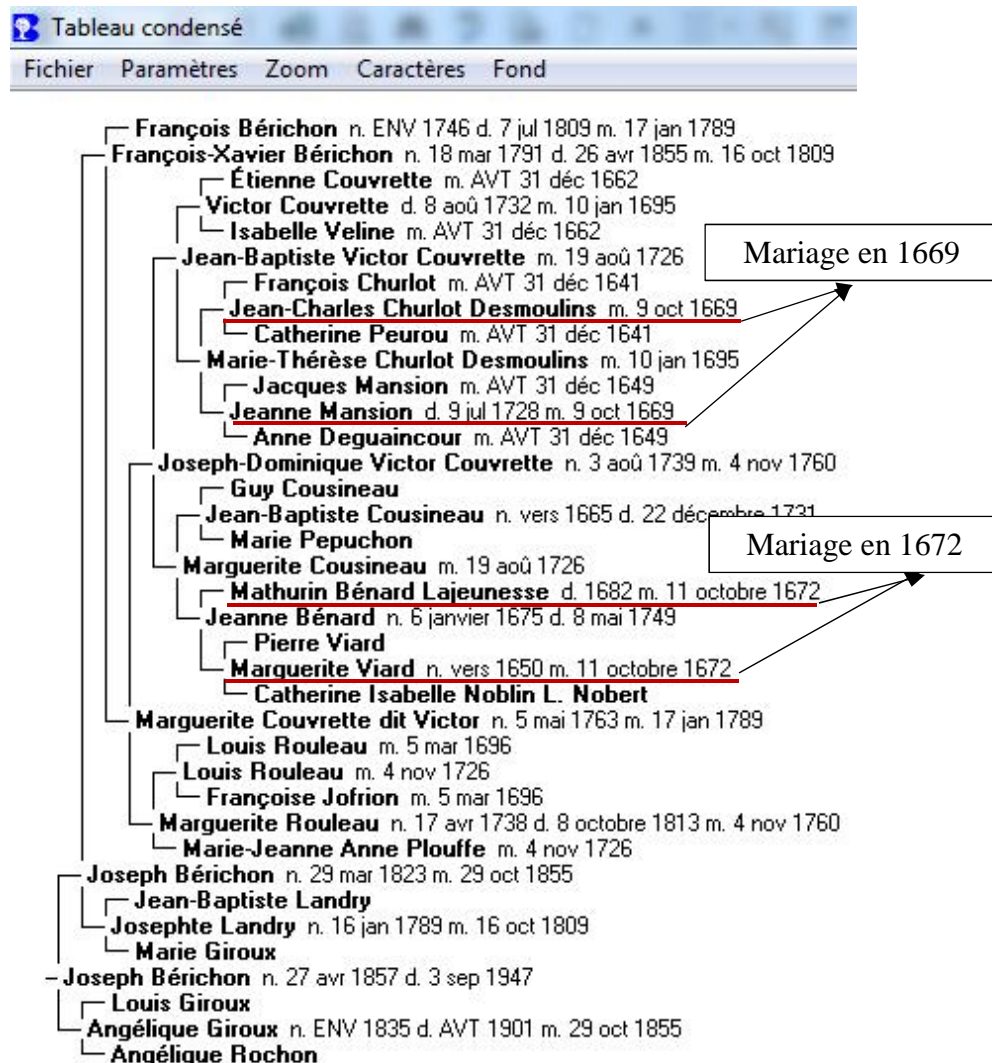 Tableau condensé
Fichier Paramètres Zoom Caractères Fond
François Bérichon n. ENV 1746 d. 7 jul 1809 m. 17 jan 1789
François-Xavier Bérichon n. 18 mar 1791 d. 26 avr 1855 m. 16 oct 1809
Étienne Couvrette m. AVT 31 déc 1662
Victor Couvrette d. 8 aoû 1732 m. 10 jan 1695
Isabelle Veline m. AVT 31 déc 1662
Jean-Baptiste Victor Couvrette m. 19 aoû 1726
Mariage en 1669
François Churlot m. AVT 31 déc 1641
Jean-Charles Churlot Desmoulins m. 9 oct 1669
Catherine Peurou m. AVT 31 déc 1641
Marie-Thérèse Churlot Desmoulins m. 10 jan 1695
Jacques Mansion m. AVT 31 déc 1649
Jeanne Mansion d. 9 jul 1728 m. 9 oct 1669
Anne Deguaincour m. AVT 31 déc 1649
Joseph-Dominique Victor Couvrette n. 3 aoû 1739 m. 4 nov 1760
Guy Cousineau
Jean-Baptiste Cousineau n. vers 1665 d. 22 décembre 1731
Marie Pepuchon
Mariage en 1672
Marguerite Cousineau m. 19 aoû 1726
Mathurin Bénard Lajeunesse d. 1682 m. 11 octobre 1672
Jeanne Bénard n. 6 janvier 1675 d. 8 mai 1749
Pierre Viard
Marguerite Viard n. vers 1650 m. 11 octobre 1672
Catherine Isabelle Noblin L. Nobert
Marguerite Couvrette dit Victor n. 5 mai 1763 m. 17 jan 1789
Louis Rouleau m. 5 mar 1696
Louis Rouleau m. 4 nov 1726
Françoise Jofrion m. 5 mar 1696
Marguerite Rouleau n. 17 avr 1738 d. 8 octobre 1813 m. 4 nov 1760
Marie-Jeanne Anne Plouffe m. 4 nov 1726
Joseph Bérichon n. 29 mar 1823 m. 29 oct 1855
Jean-Baptiste Landry
Josephte Landry n. 16 jan 1789 m. 16 oct 1809
Marie Giroux
Joseph Bérichon n. 27 avr 1857 d. 3 sep 1947
Louis Giroux
Angélique Giroux n. ENV 1835 d. AVT 1901 m. 29 oct 1855
Angélique Rochon